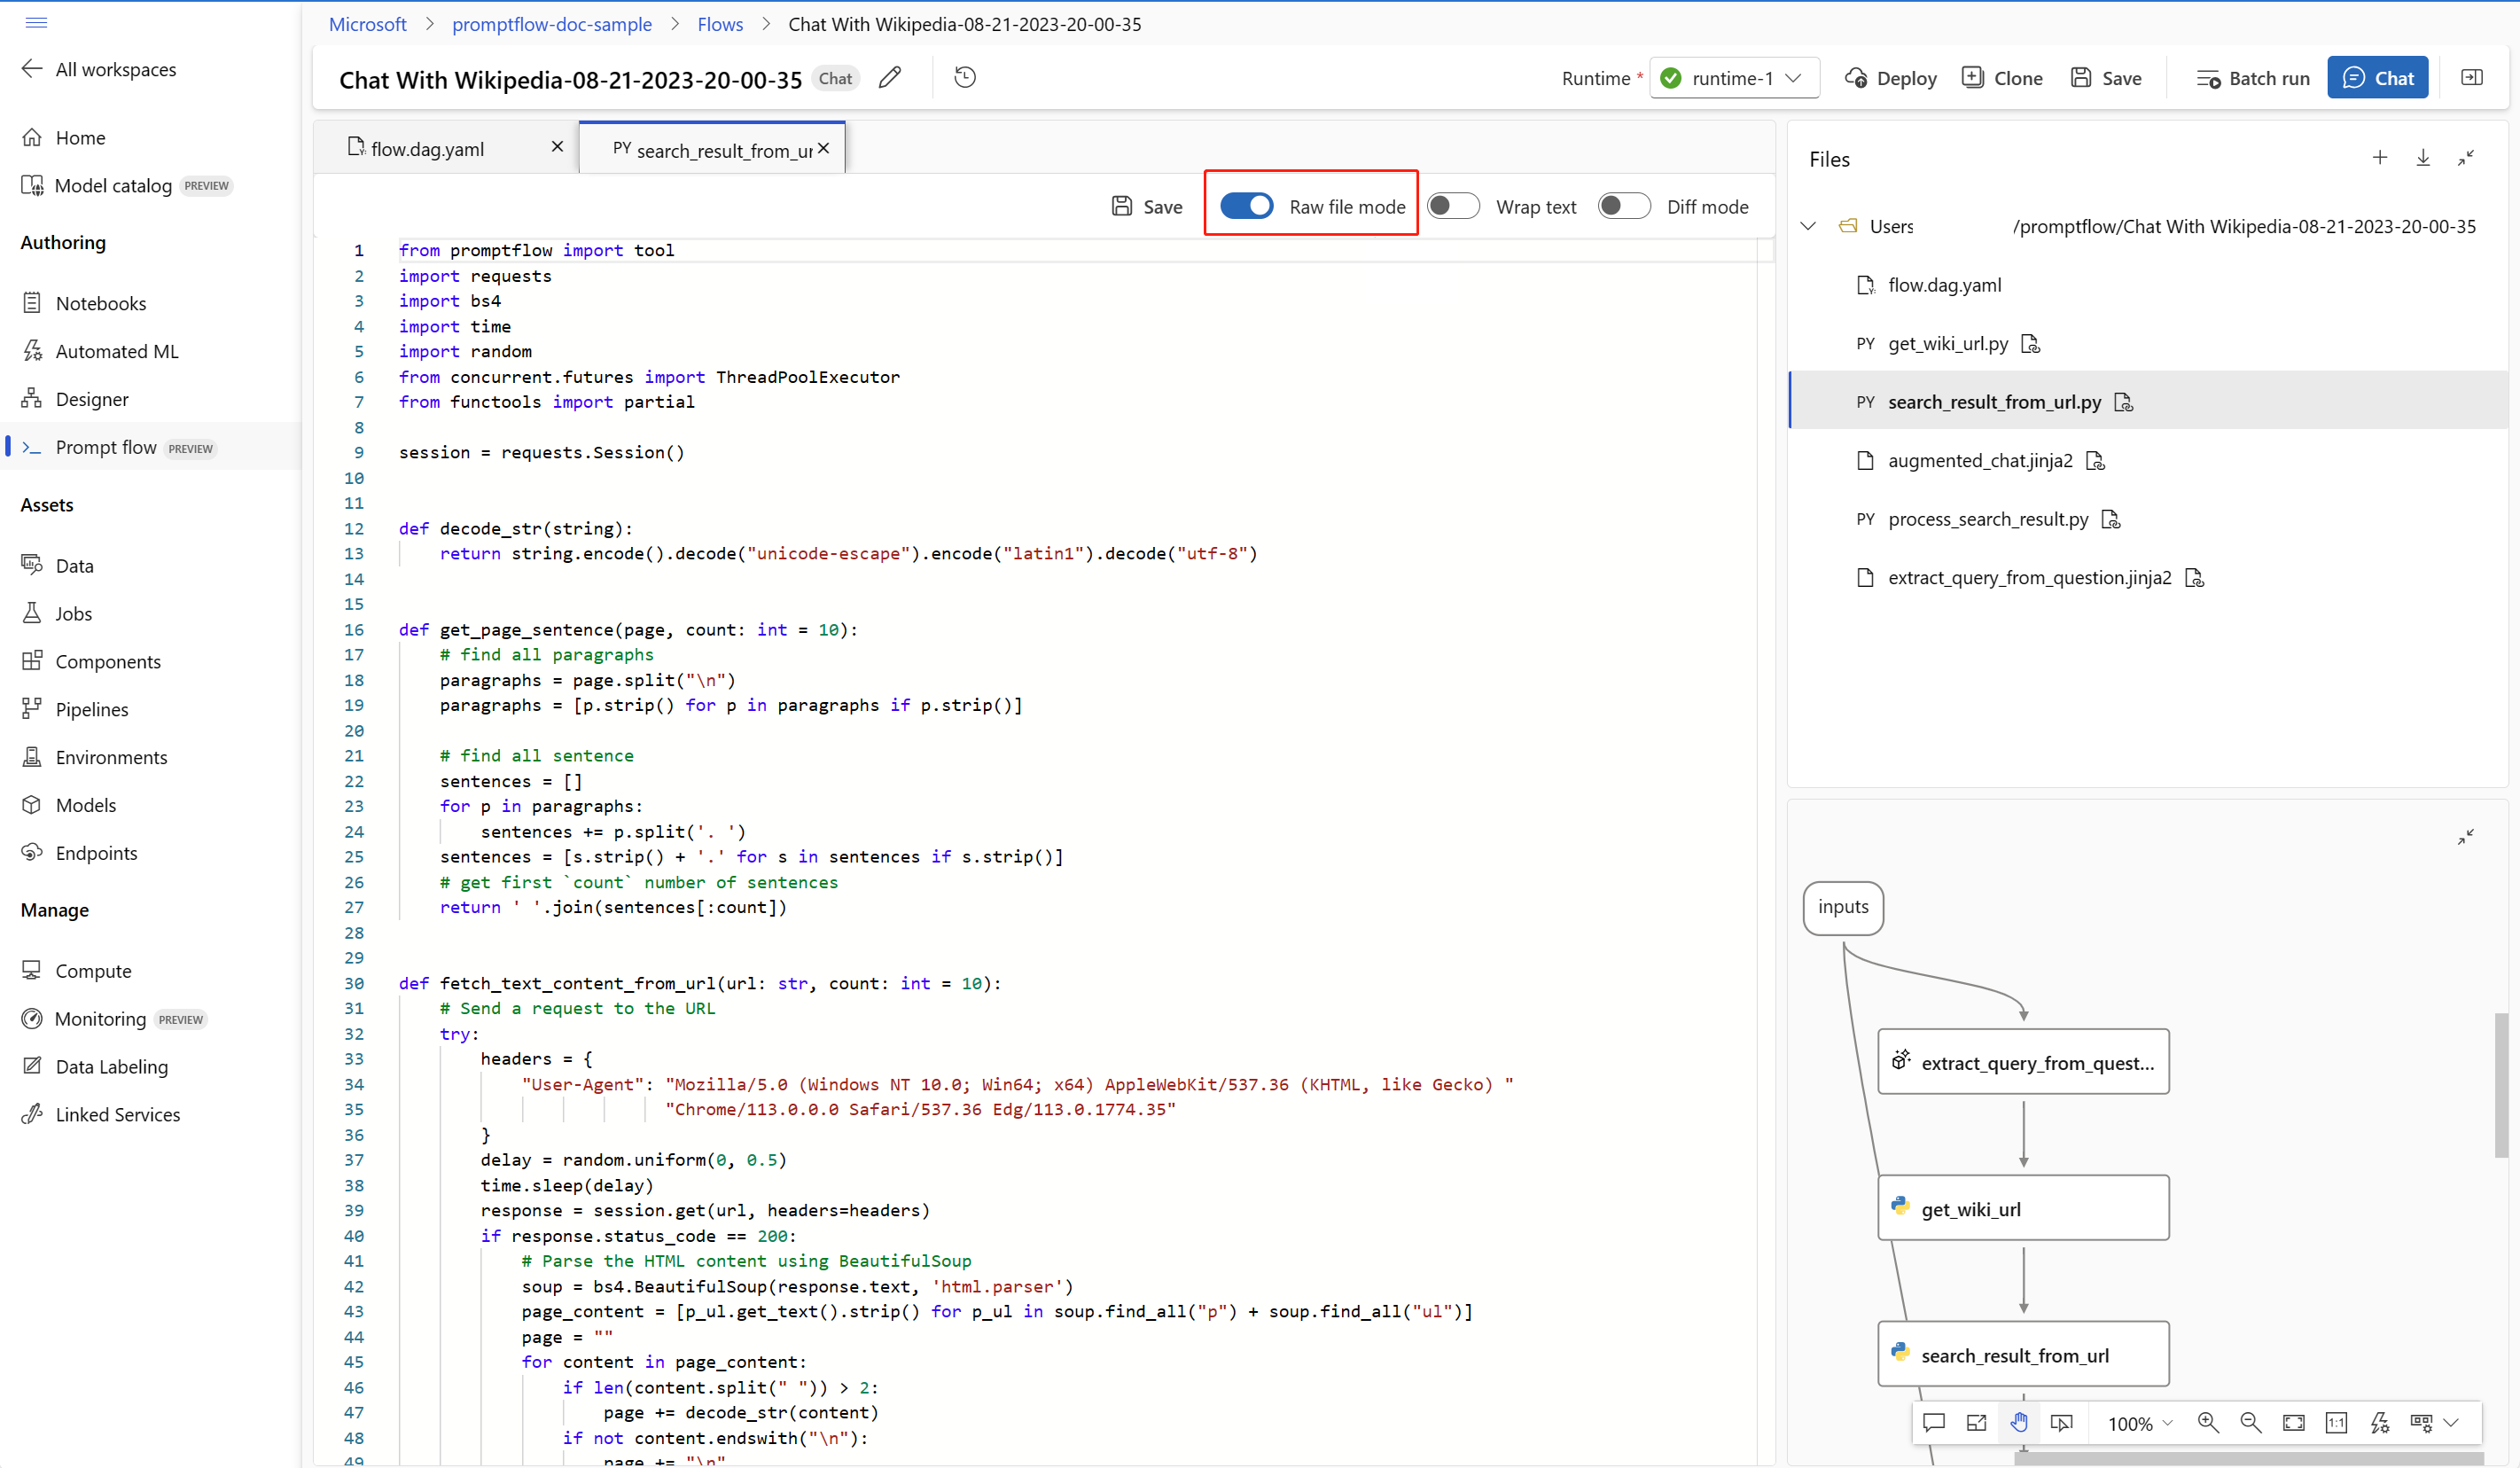 Microsoft > promptflow-doc-sample > Flows > Chat With Wikipedia-08-21-2023-20-00-35
All workspaces
Home
Model catalog PREVIEW
Authoring
Notebooks
Automated ML
Designer
Prompt flow PREVIEW
Assets
Data
Jobs
Components
Pipelines
Environments
Models
Endpoints
Manage
Compute
Monitoring PREVIEW
Data Labeling
Linked Services
Chat With Wikipedia-08-21-2023-20-00-35 Chat
Runtime * runtime-1 Deploy Clone Save Batch run Chat
flow.dag.yaml
PY search_result_from_ur
Save Raw file mode Wrap text Diff mode
1 from promptflow import tool
2 import requests
3 import bs4
4 import time
5 import random
6 from concurrent.futures import ThreadPoolExecutor
7 from functools import partial
8
9 session = requests.Session()
10
11
12 def decode_str(string):
13     return string.encode().decode("unicode-escape").encode("latin1").decode("utf-8")
14
15
16 def get_page_sentence(page, count: int = 10):
17     # find all paragraphs
18     paragraphs = page.split("\n")
19     paragraphs = [p.strip() for p in paragraphs if p.strip()]
20
21     # find all sentence
22     sentences = []
23     for p in paragraphs:
24         sentences += p.split('. ')
25     sentences = [s.strip() + '.' for s in sentences if s.strip()]
26     # get first `count` number of sentences
27     return ' '.join(sentences[:count])
28
29
30 def fetch_text_content_from_url(url: str, count: int = 10):
31     # Send a request to the URL
32     try:
33         headers = {
34             "User-Agent": "Mozilla/5.0 (Windows NT 10.0; Win64; x64) AppleWebKit/537.36 (KHTML, like Gecko) "
35                           "Chrome/113.0.0.0 Safari/537.36 Edg/113.0.1774.35"
36         }
37         delay = random.uniform(0, 0.5)
38         time.sleep(delay)
39         response = session.get(url, headers=headers)
40         if response.status_code == 200:
41             # Parse the HTML content using BeautifulSoup
42             soup = bs4.BeautifulSoup(response.text, 'html.parser')
43             page_content = [p_ul.get_text().strip() for p_ul in soup.find_all("p") + soup.find_all("ul")]
44             page = ""
45             for content in page_content:
46                 if len(content.split(" ")) > 2:
47                     page += decode_str(content)
48                 if not content.endswith("\n"):
49                     page += "\n"
Files
Users /promptflow/Chat With Wikipedia-08-21-2023-20-00-35
flow.dag.yaml
PY get_wiki_url.py
PY search_result_from_url.py
augmented_chat.jinja2
PY process_search_result.py
extract_query_from_question.jinja2
inputs
extract_query_from_quest...
get_wiki_url
search_result_from_url
100% 1:1